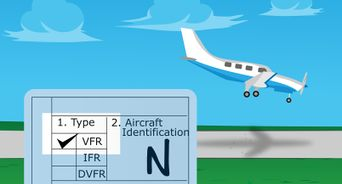 1. Type 2. Aircraft
Identification
VFR
N
IFR
DVFR